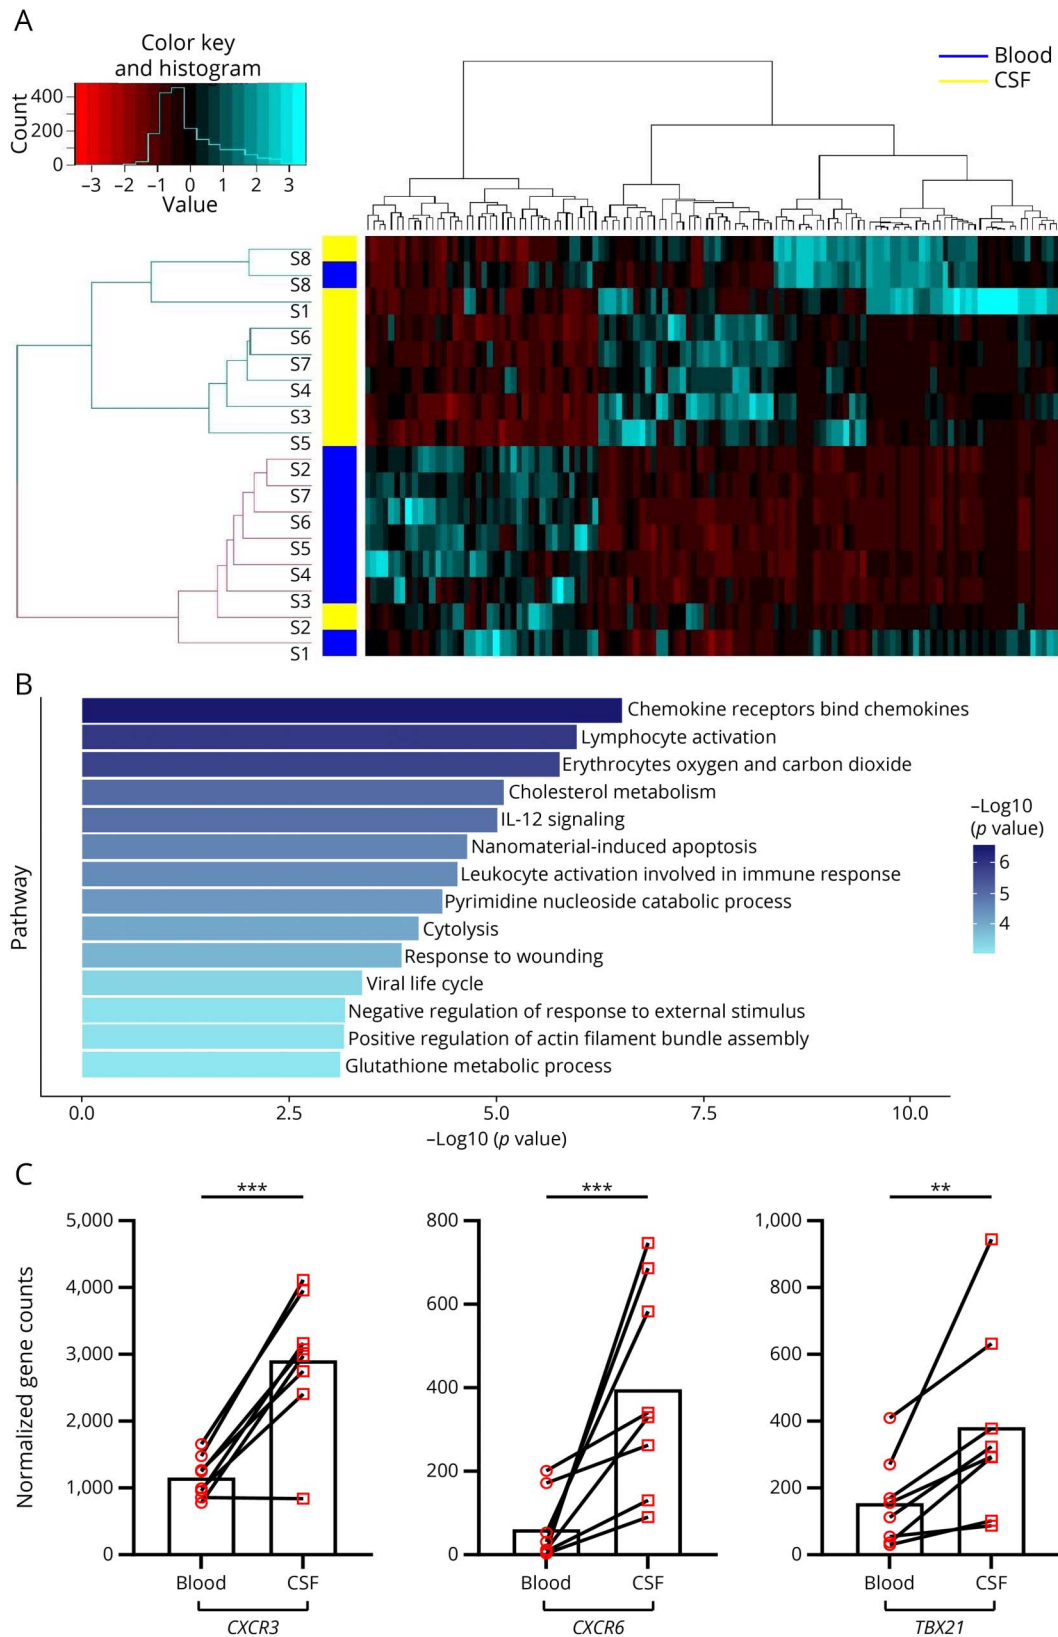 A
Color key
and histogram
Count
400
200
0
–3 –2 –1 0 1 2 3
Value
Blood
CSF
S8
S8
S1
S6
S7
S4
S3
S5
S2
S7
S6
S5
S4
S3
S2
S1
B
Pathway
Chemokine receptors bind chemokines
Lymphocyte activation
Erythrocytes oxygen and carbon dioxide
Cholesterol metabolism
IL-12 signaling
Nanomaterial-induced apoptosis
Leukocyte activation involved in immune response
Pyrimidine nucleoside catabolic process
Cytolysis
Response to wounding
Viral life cycle
Negative regulation of response to external stimulus
Positive regulation of actin filament bundle assembly
Glutathione metabolic process
–Log10
(p value)
6
5
4
0.0 2.5 5.0 7.5 10.0
–Log10 (p value)
C
Normalized gene counts
***
5,000
4,000
3,000
2,000
1,000
0
Blood CSF
CXCR3
***
800
600
400
200
0
Blood CSF
CXCR6
**
1,000
800
600
400
200
0
Blood CSF
TBX21